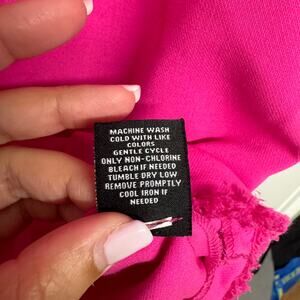 MACHINE WASH
COLD WITH LIKE
COLORS
GENTLE CYCLE
ONLY NON-CHLORINE
BLEACH IF NEEDED
TUMBLE DRY LOW
REMOVE PROMPTLY
COOL IRON IF
NEEDED